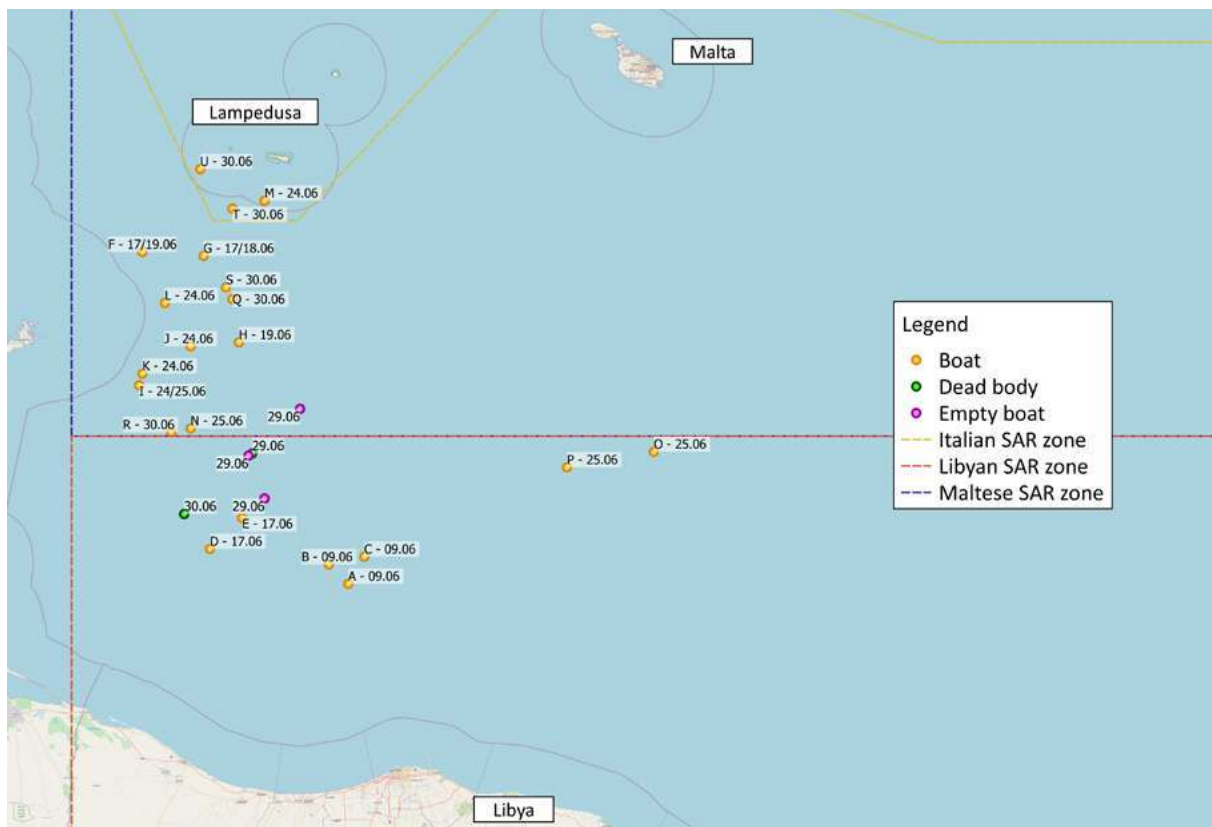 Malta
Lampedusa
U - 30.06
M - 24.06
T - 30.06
F - 17/19.06
G - 17/18.06
S - 30.06
L - 24.06
Q - 30.06
H - 19.06
J - 24.06
K - 24.06
I - 24/25.06
29.06
R - 30.06
N - 25.06
29.06
29.06
O - 25.06
P - 25.06
30.06
29.06
E - 17.06
D - 17.06
B - 09.06
C - 09.06
A - 09.06
Legend
Boat
Dead body
Empty boat
Italian SAR zone
Libyan SAR zone
Maltese SAR zone
Libya